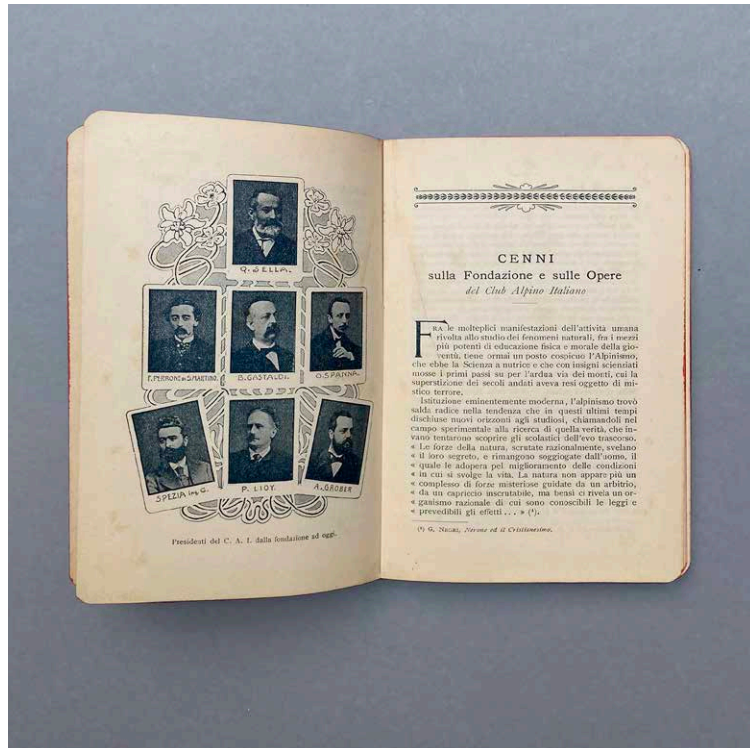 Q. SELLA.
F. PERRONE DI S. MARTINO.
B. GASTALDI.
O. SPANNA.
SPEZIA ing G.
P. LIOY.
A. GROBER
Presidenti del C. A. I. dalla fondazione ad oggi.
CENNI
sulla Fondazione e sulle Opere
del Club Alpino Italiano
FRA le molteplici manifestazioni dell'attività umana
rivolta allo studio dei fenomeni naturali, fra i mezzi
più potenti di educazione fisica e morale della gio-
ventù, tiene ormai un posto cospicuo l'Alpinismo,
che ebbe la Scienza a nutrice e che con insigni scienziati
mosse i primi passi su per l'ardua via dei monti, cui la
superstizione dei secoli andati aveva resi oggetto di mi-
stico terrore.
Istituzione eminentemente moderna, l'alpinismo trovò
salda radice nella tendenza che in questi ultimi tempi
dischiuse nuovi orizzonti agli studiosi, chiamandoli nel
campo sperimentale alla ricerca di quella verità, che in-
vano tentarono scoprire gli scolastici dell'evo trascorso.
« Le forze della natura, scrutate razionalmente, svelano
« il loro segreto, e rimangono soggiogate dall'uomo, il
« quale le adopera pel miglioramento delle condizioni
« in cui si svolge la vita. La natura non appare più un
« complesso di forze misteriose guidate da un arbitrio,
« da un capriccio inscrutabile, ma bensì ci rivela un or-
« ganismo razionale di cui sono conoscibili le leggi e
« prevedibili gli effetti . . . » (¹).
(¹) G. NEGRI, Nerone ed il Cristianesimo.